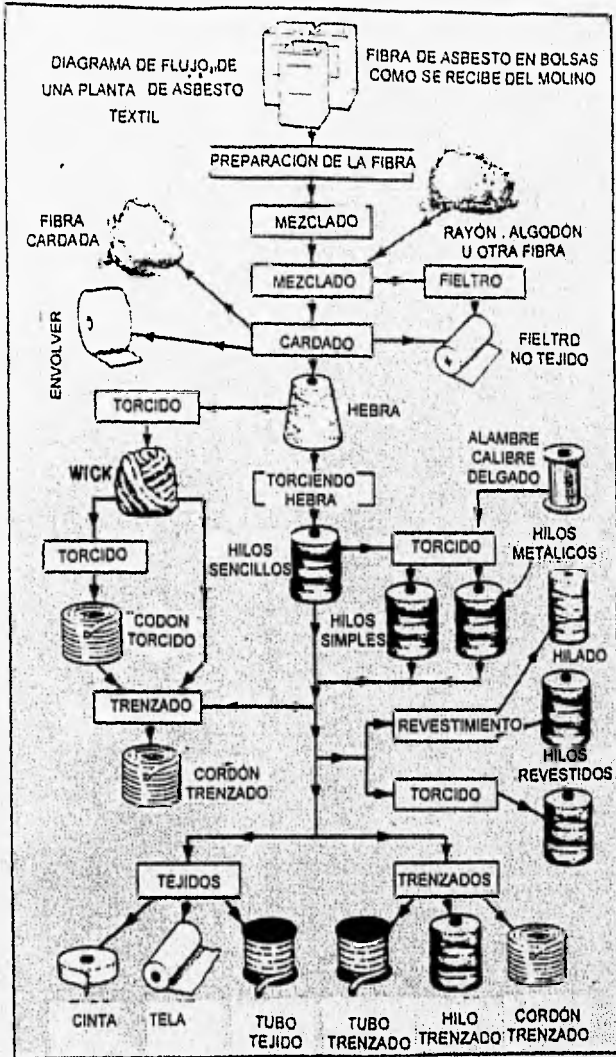 DIAGRAMA DE FLUJO, DE
UNA PLANTA DE ASBESTO
TEXTIL
FIBRA DE ASBESTO EN BOLSAS
COMO SE RECIBE DEL MOLINO
PREPARACION DE LA FIBRA
FIBRA
CARDADA
MEZCLADO
RAYÓN, ALGODÓN
U OTRA FIBRA
MEZCLADO
FIELTRO
ENVOLVER
CARDADO
FIELTRO
NO TEJIDO
TORCIDO
HEBRA
ALAMBRE
CALIBRE
DELGADO
WICK
TORCIENDO
HEBRA
TORCIDO
HILOS
SENCILLOS
TORCIDO
HILOS
METÁLICOS
CODON
TORCIDO
HILOS
SIMPLES
HILADO
TRENZADO
REVESTIMIENTO
HILOS
REVESTIDOS
CORDÓN
TRENZADO
TORCIDO
TEJIDOS
TRENZADOS
CINTA
TELA
TUBO
TEJIDO
TUBO
TRENZADO
HILO
TRENZADO
CORDÓN
TRENZADO